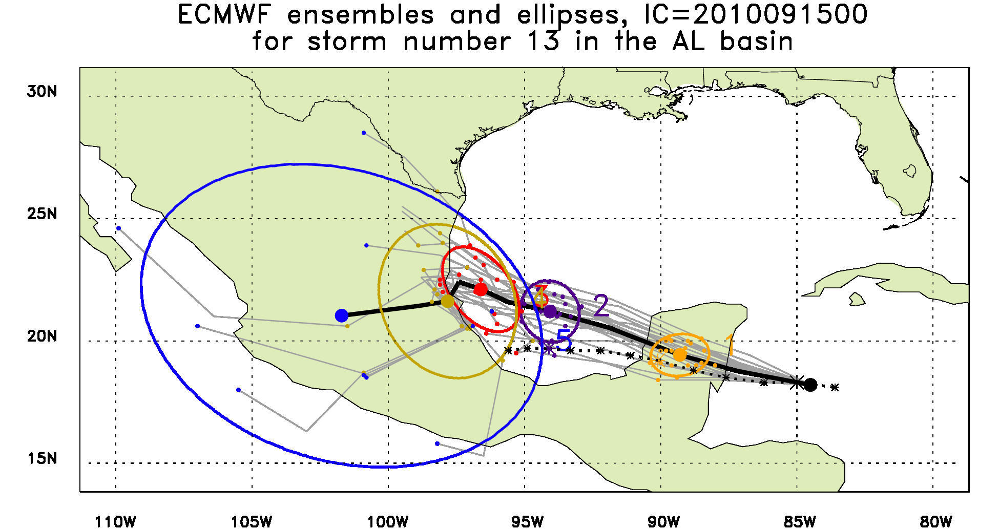 ECMWF ensembles and ellipses, IC=2010091500
for storm number 13 in the AL basin
30N
25N
20N
15N
3
4
2
5
1
110W
105W
100W
95W
90W
85W
80W